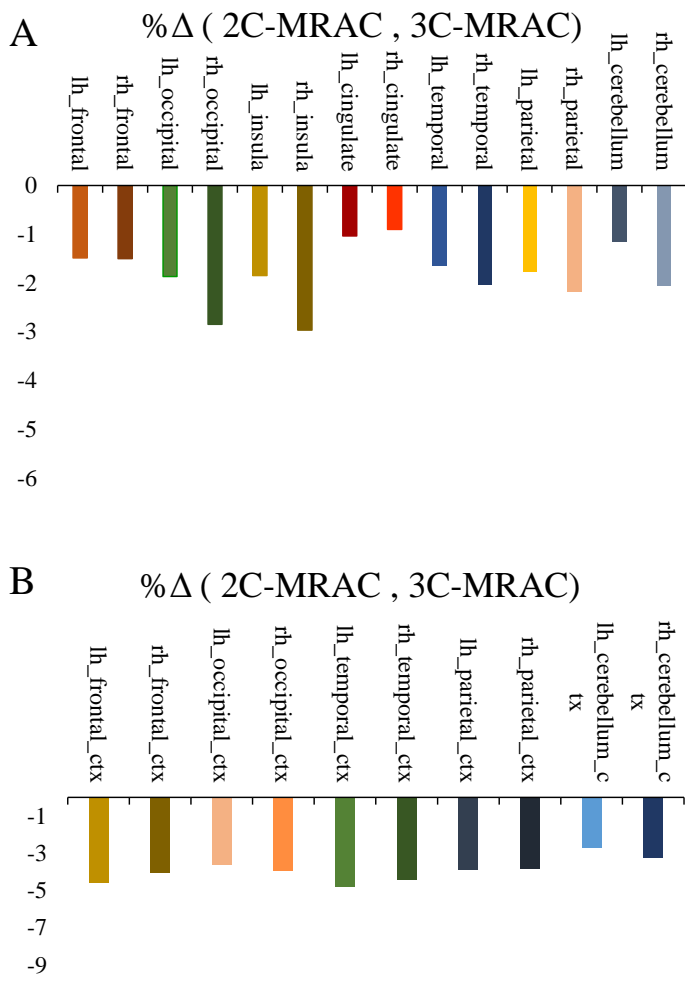 A
%Δ ( 2C-MRAC , 3C-MRAC)
lh_frontal
rh_frontal
lh_occipital
rh_occipital
lh_insula
rh_insula
lh_cingulate
rh_cingulate
lh_temporal
rh_temporal
lh_parietal
rh_parietal
lh_cerebellum
rh_cerebellum
0
-1
-2
-3
-4
-5
-6
B
%Δ ( 2C-MRAC , 3C-MRAC)
lh_frontal_ctx
rh_frontal_ctx
lh_occipital_ctx
rh_occipital_ctx
lh_temporal_ctx
rh_temporal_ctx
lh_parietal_ctx
rh_parietal_ctx
lh_cerebellum_c
tx
rh_cerebellum_c
tx
-1
-3
-5
-7
-9